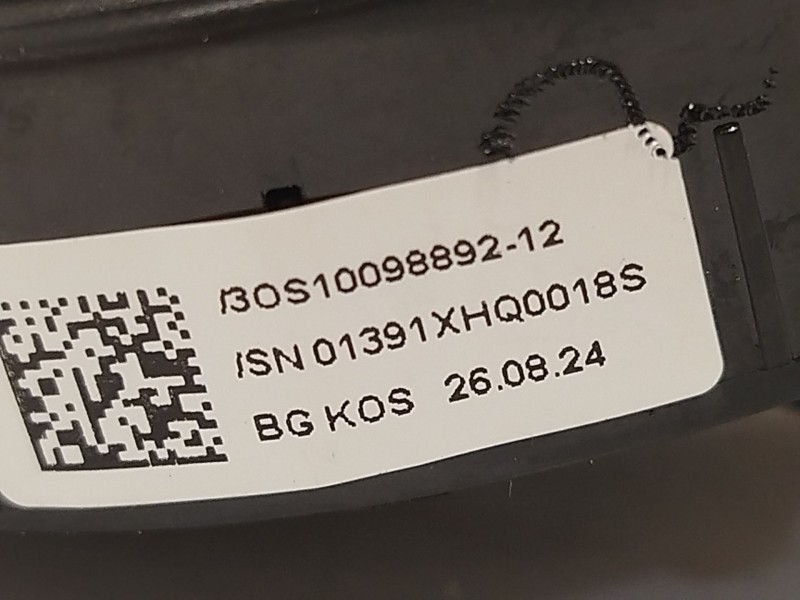 /3OS10098892-12
/SN 01391XHQ0018S
BG KOS 26.08.24